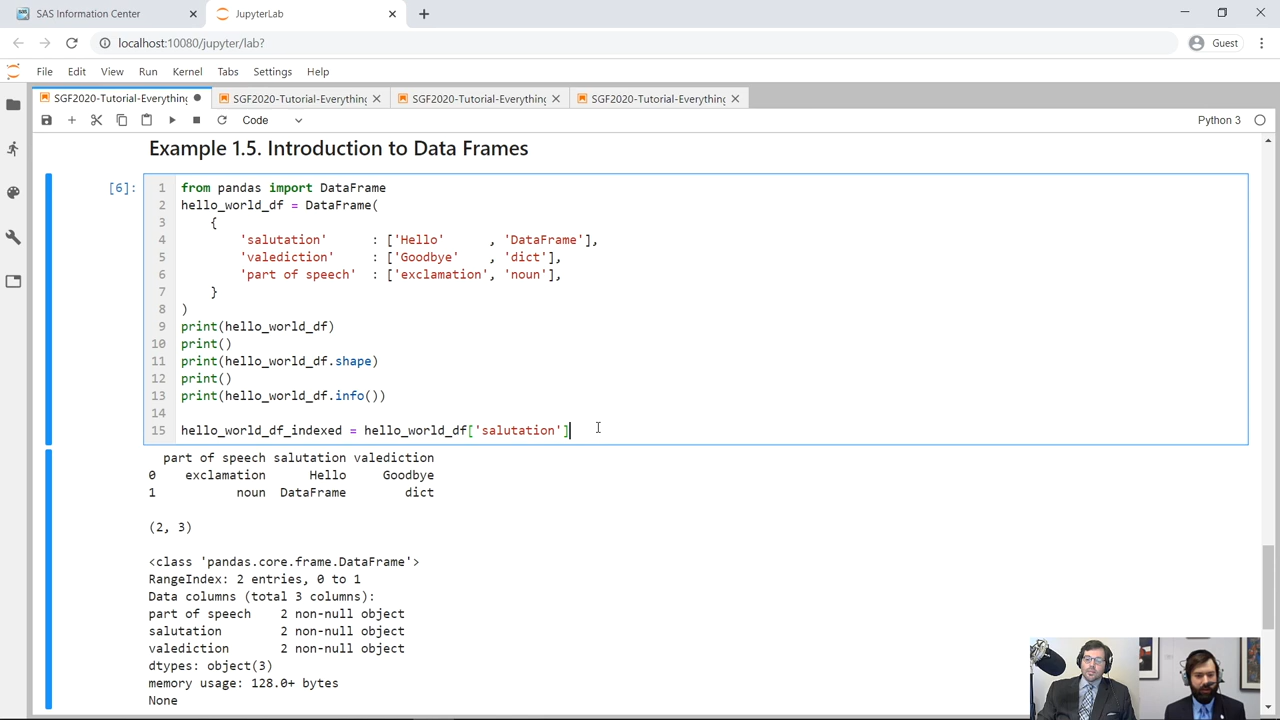 SAS Information Center
JupyterLab
localhost:10080/jupyter/lab?
Guest
File Edit View Run Kernel Tabs Settings Help
SGF2020-Tutorial-Everything
SGF2020-Tutorial-Everything
SGF2020-Tutorial-Everything
SGF2020-Tutorial-Everything
Code
Python 3
Example 1.5. Introduction to Data Frames
[6]:
1 from pandas import DataFrame
2 hello_world_df = DataFrame(
3 {
4 'salutation' : ['Hello' , 'DataFrame'],
5 'valediction' : ['Goodbye' , 'dict'],
6 'part of speech' : ['exclamation', 'noun'],
7 }
8 )
9 print(hello_world_df)
10 print()
11 print(hello_world_df.shape)
12 print()
13 print(hello_world_df.info())
14
15 hello_world_df_indexed = hello_world_df['salutation']
part of speech salutation valediction
0 exclamation Hello Goodbye
1 noun DataFrame dict
(2, 3)
<class 'pandas.core.frame.DataFrame'>
RangeIndex: 2 entries, 0 to 1
Data columns (total 3 columns):
part of speech 2 non-null object
salutation 2 non-null object
valediction 2 non-null object
dtypes: object(3)
memory usage: 128.0+ bytes
None